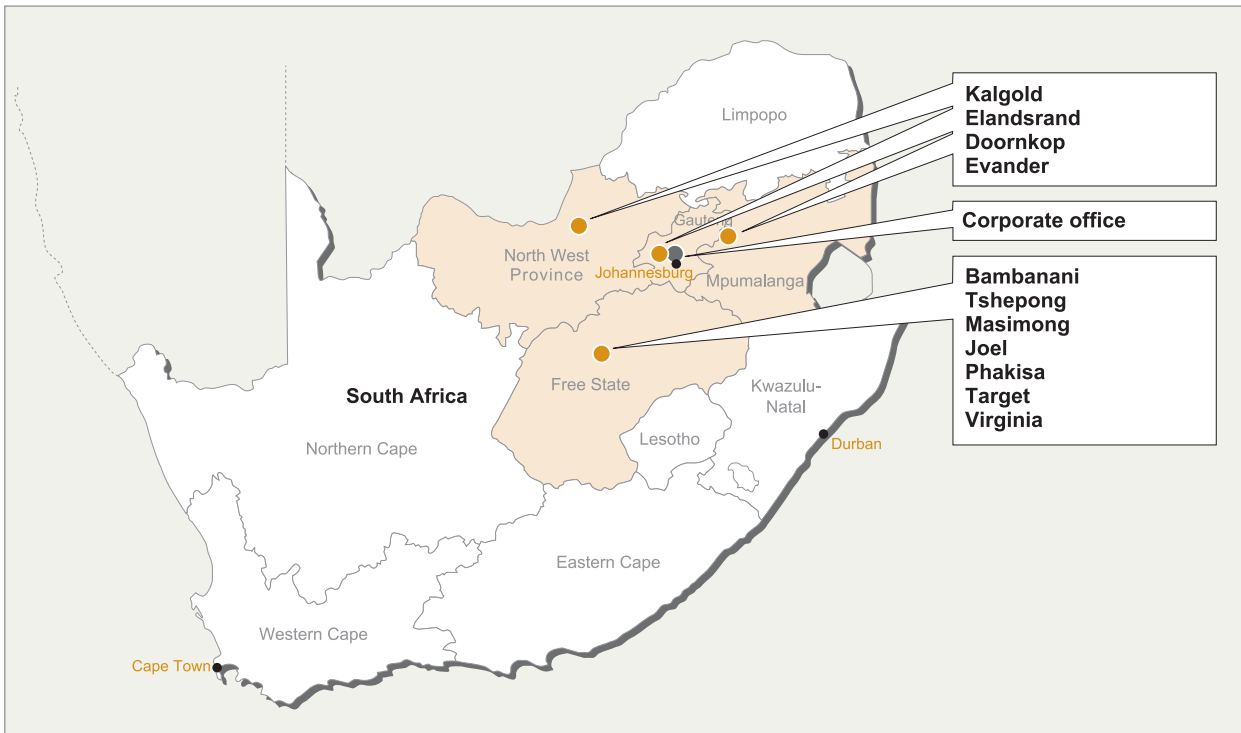 Limpopo
Kalgold
Elandsrand
Doornkop
Evander
Gauteng
Corporate office
North West
Province
Johannesburg
Mpumalanga
Bambanani
Tshepong
Masimong
Joel
Phakisa
Target
Virginia
Free State
Kwazulu-
Natal
South Africa
Lesotho
Northern Cape
Durban
Eastern Cape
Western Cape
Cape Town